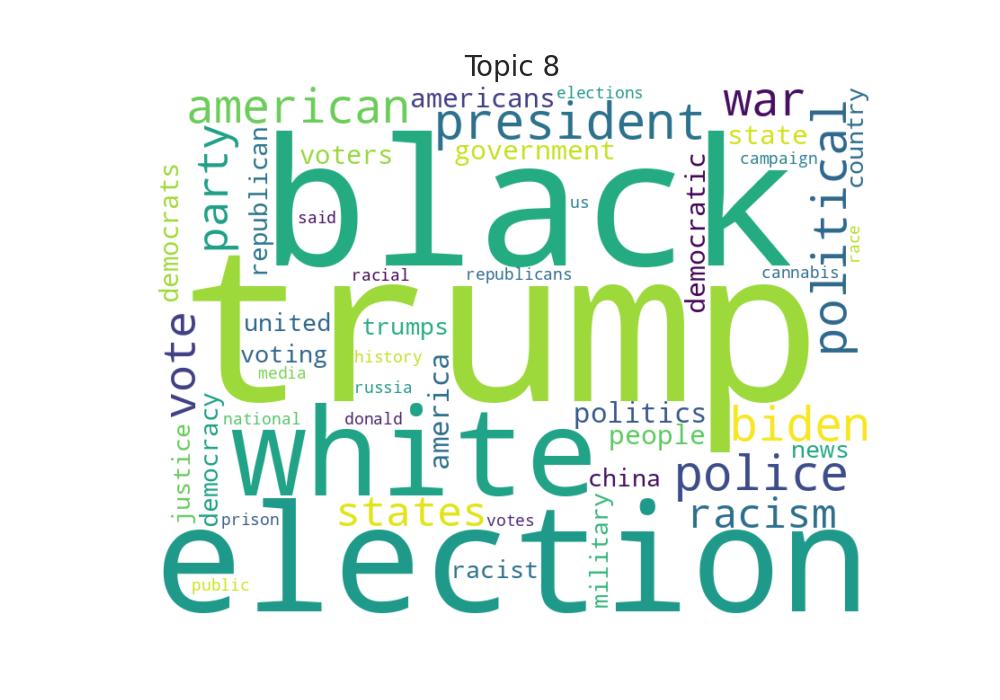 Topic 8
american
americans
elections
president
war
state
political
country
party
republican
voters
government
black
campaign
democratic
democrats
said
us
race
racial
republicans
cannabis
trump
united
trumps
vote
voting
history
media
russia
america
national
donald
politics
people
biden
news
justice
democracy
white
china
police
prison
states
votes
military
racism
election
racist
public